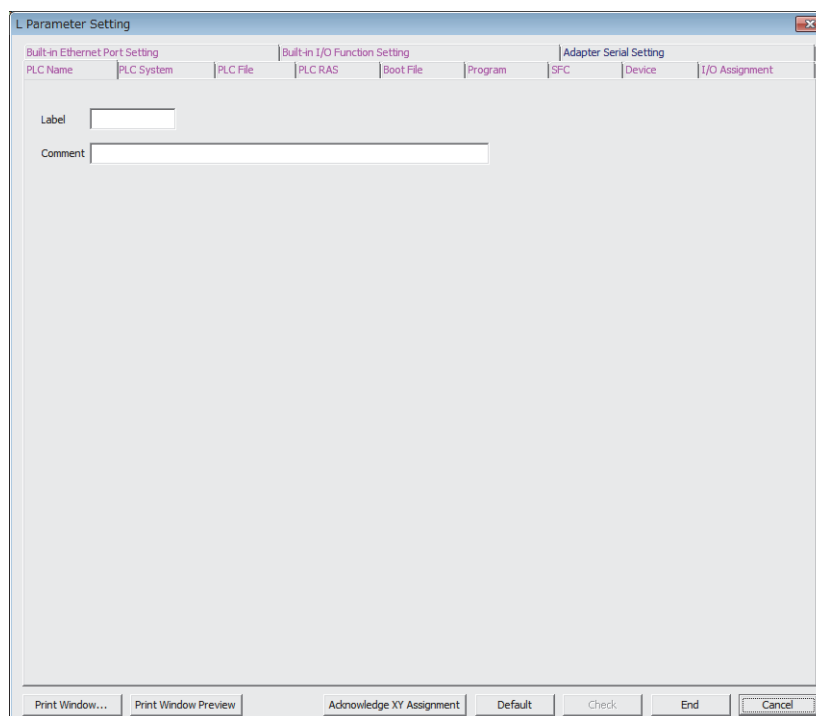 L Parameter Setting
Built-in Ethernet Port Setting Built-in I/O Function Setting Adapter Serial Setting
PLC Name PLC System PLC File PLC RAS Boot File Program SFC Device I/O Assignment
Label
Comment
Print Window... Print Window Preview Acknowledge XY Assignment Default Check End Cancel